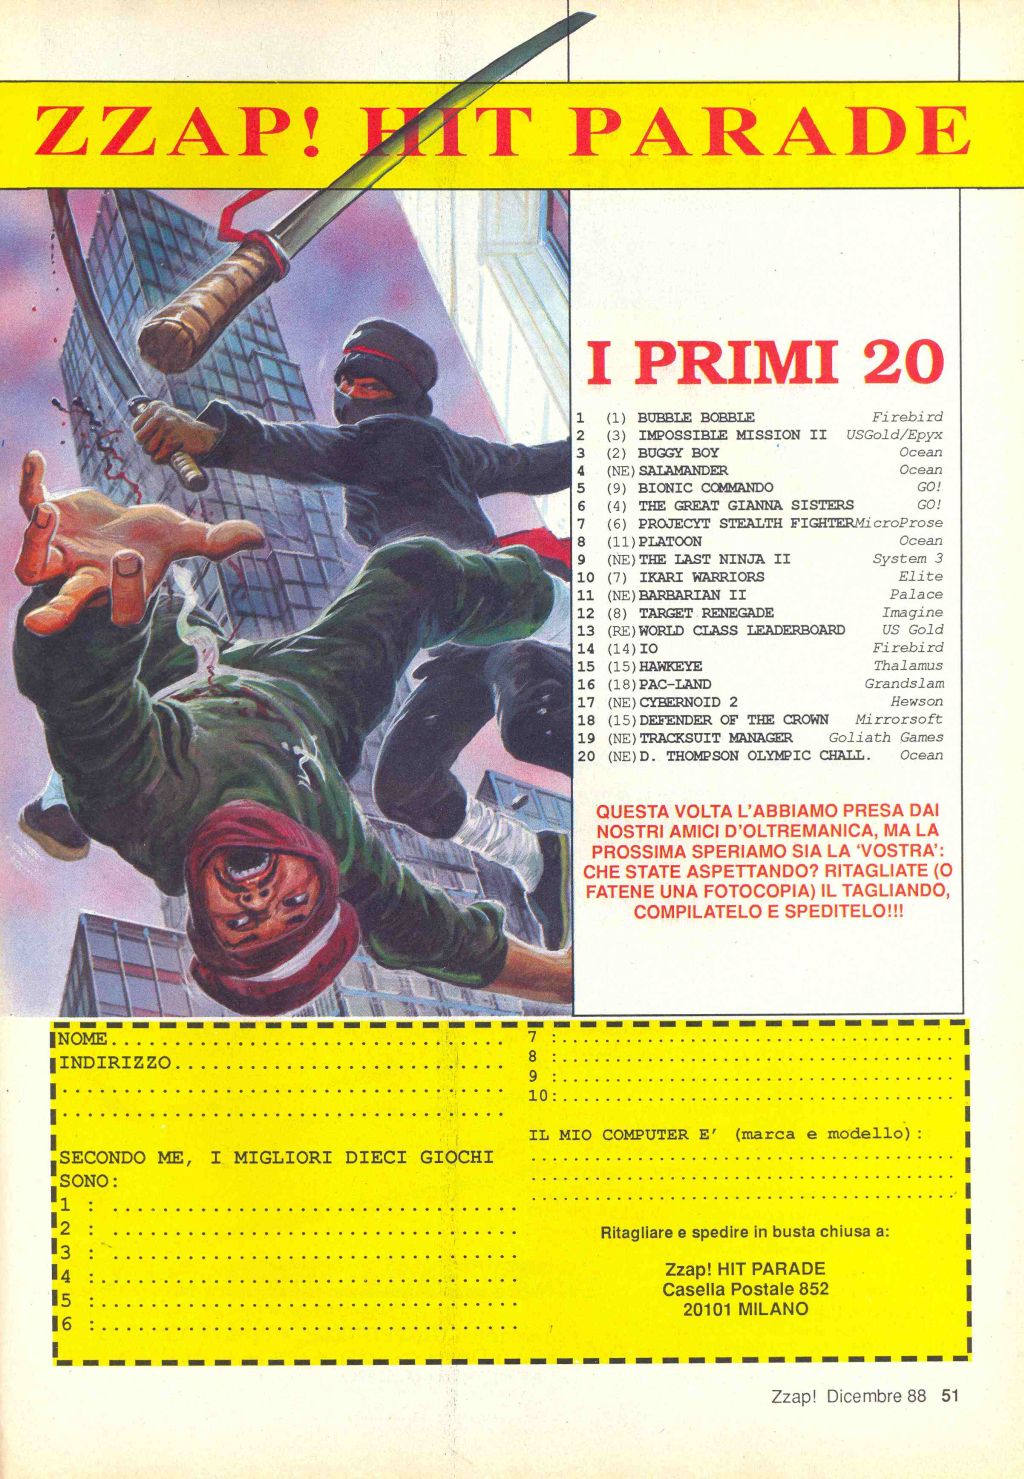 ZZAP! HIT PARADE
I PRIMI 20
1 (1) BUBBLE BOBBLE Firebird
2 (3) IMPOSSIBLE MISSION II USGold/Epyx
3 (2) BUGGY BOY Ocean
4 (NE) SALAMANDER Ocean
5 (9) BIONIC COMMANDO GO!
6 (4) THE GREAT GIANNA SISTERS GO!
7 (6) PROJECYT STEALTH FIGHTER MicroProse
8 (11) PLATOON Ocean
9 (NE) THE LAST NINJA II System 3
10 (7) IKARI WARRIORS Elite
11 (NE) BARBARIAN II Palace
12 (8) TARGET RENEGADE Imagine
13 (RE) WORLD CLASS LEADERBOARD US Gold
14 (14) IO Firebird
15 (15) HAWKEYE Thalamus
16 (18) PAC-LAND Grandslam
17 (NE) CYBERNOID 2 Hewson
18 (15) DEFENDER OF THE CROWN Mirrorsoft
19 (NE) TRACKSUIT MANAGER Goliath Games
20 (NE) D. THOMPSON OLYMPIC CHALL. Ocean
QUESTA VOLTA L'ABBIAMO PRESA DAI
NOSTRI AMICI D'OLTREMANICA, MA LA
PROSSIMA SPERIAMO SIA LA 'VOSTRA':
CHE STATE ASPETTANDO? RITAGLIATE (O
FATENE UNA FOTOCOPIA) IL TAGLIANDO,
COMPILATELO E SPEDITELO!!!
NOME..............................
INDIRIZZO.........................
..................................
..................................
SECONDO ME, I MIGLIORI DIECI GIOCHI
SONO:
1 : ...............................
2 : ...............................
3 : ...............................
4 :................................
5 :................................
6 :................................
7 :..................................
8 :..................................
9 :..................................
10:..................................
IL MIO COMPUTER E' (marca e modello):
.....................................
.....................................
.....................................
Ritagliare e spedire in busta chiusa a:
Zzap! HIT PARADE
Casella Postale 852
20101 MILANO
Zzap! Dicembre 88 51